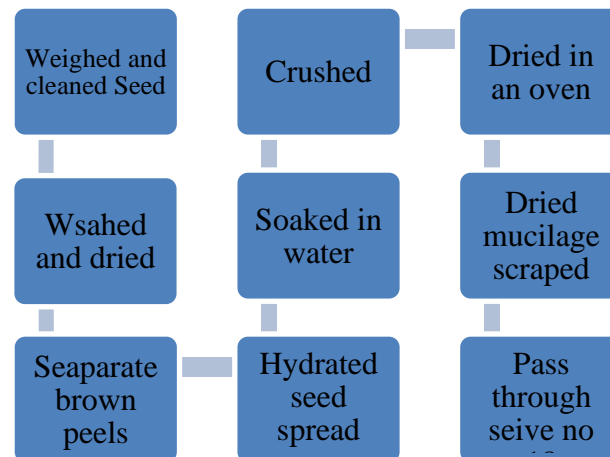 Weighed and
cleaned Seed
Wsahed
and dried
Seaparate
brown
peels
Hydrated
seed
spread
Soaked in
water
Crushed
Dried in
an oven
Dried
mucilage
scraped
Pass
through
seive no